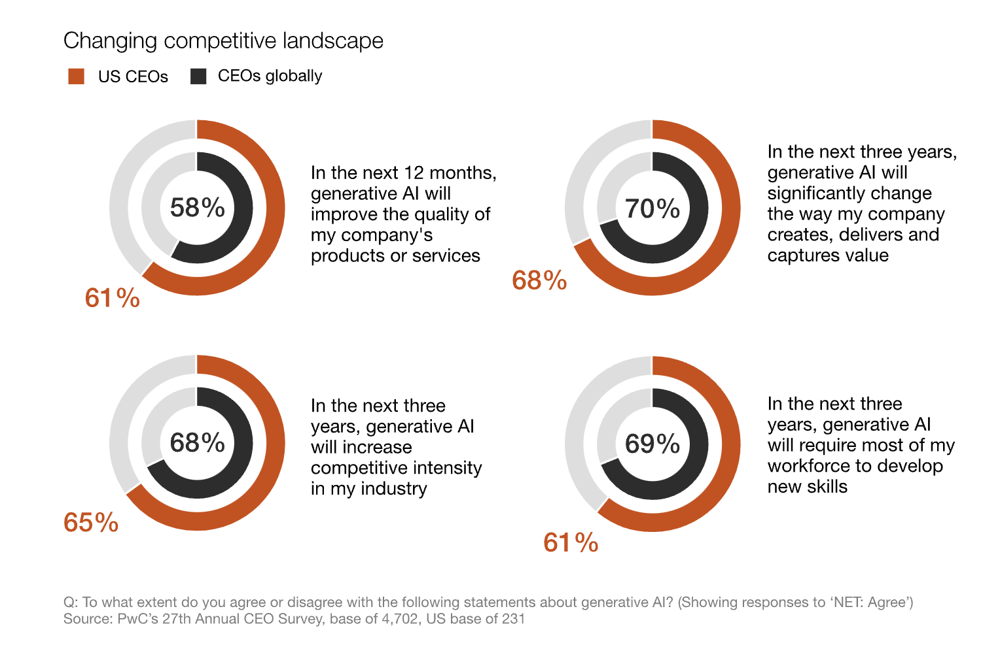 Changing competitive landscape
US CEOs
CEOs globally
58%
61%
In the next 12 months,
generative AI will
improve the quality of
my company's
products or services
70%
68%
In the next three years,
generative AI will
significantly change
the way my company
creates, delivers and
captures value
68%
65%
In the next three
years, generative AI
will increase
competitive intensity
in my industry
69%
61%
In the next three
years, generative AI
will require most of my
workforce to develop
new skills
Q: To what extent do you agree or disagree with the following statements about generative AI? (Showing responses to ‘NET: Agree’)
Source: PwC’s 27th Annual CEO Survey, base of 4,702, US base of 231